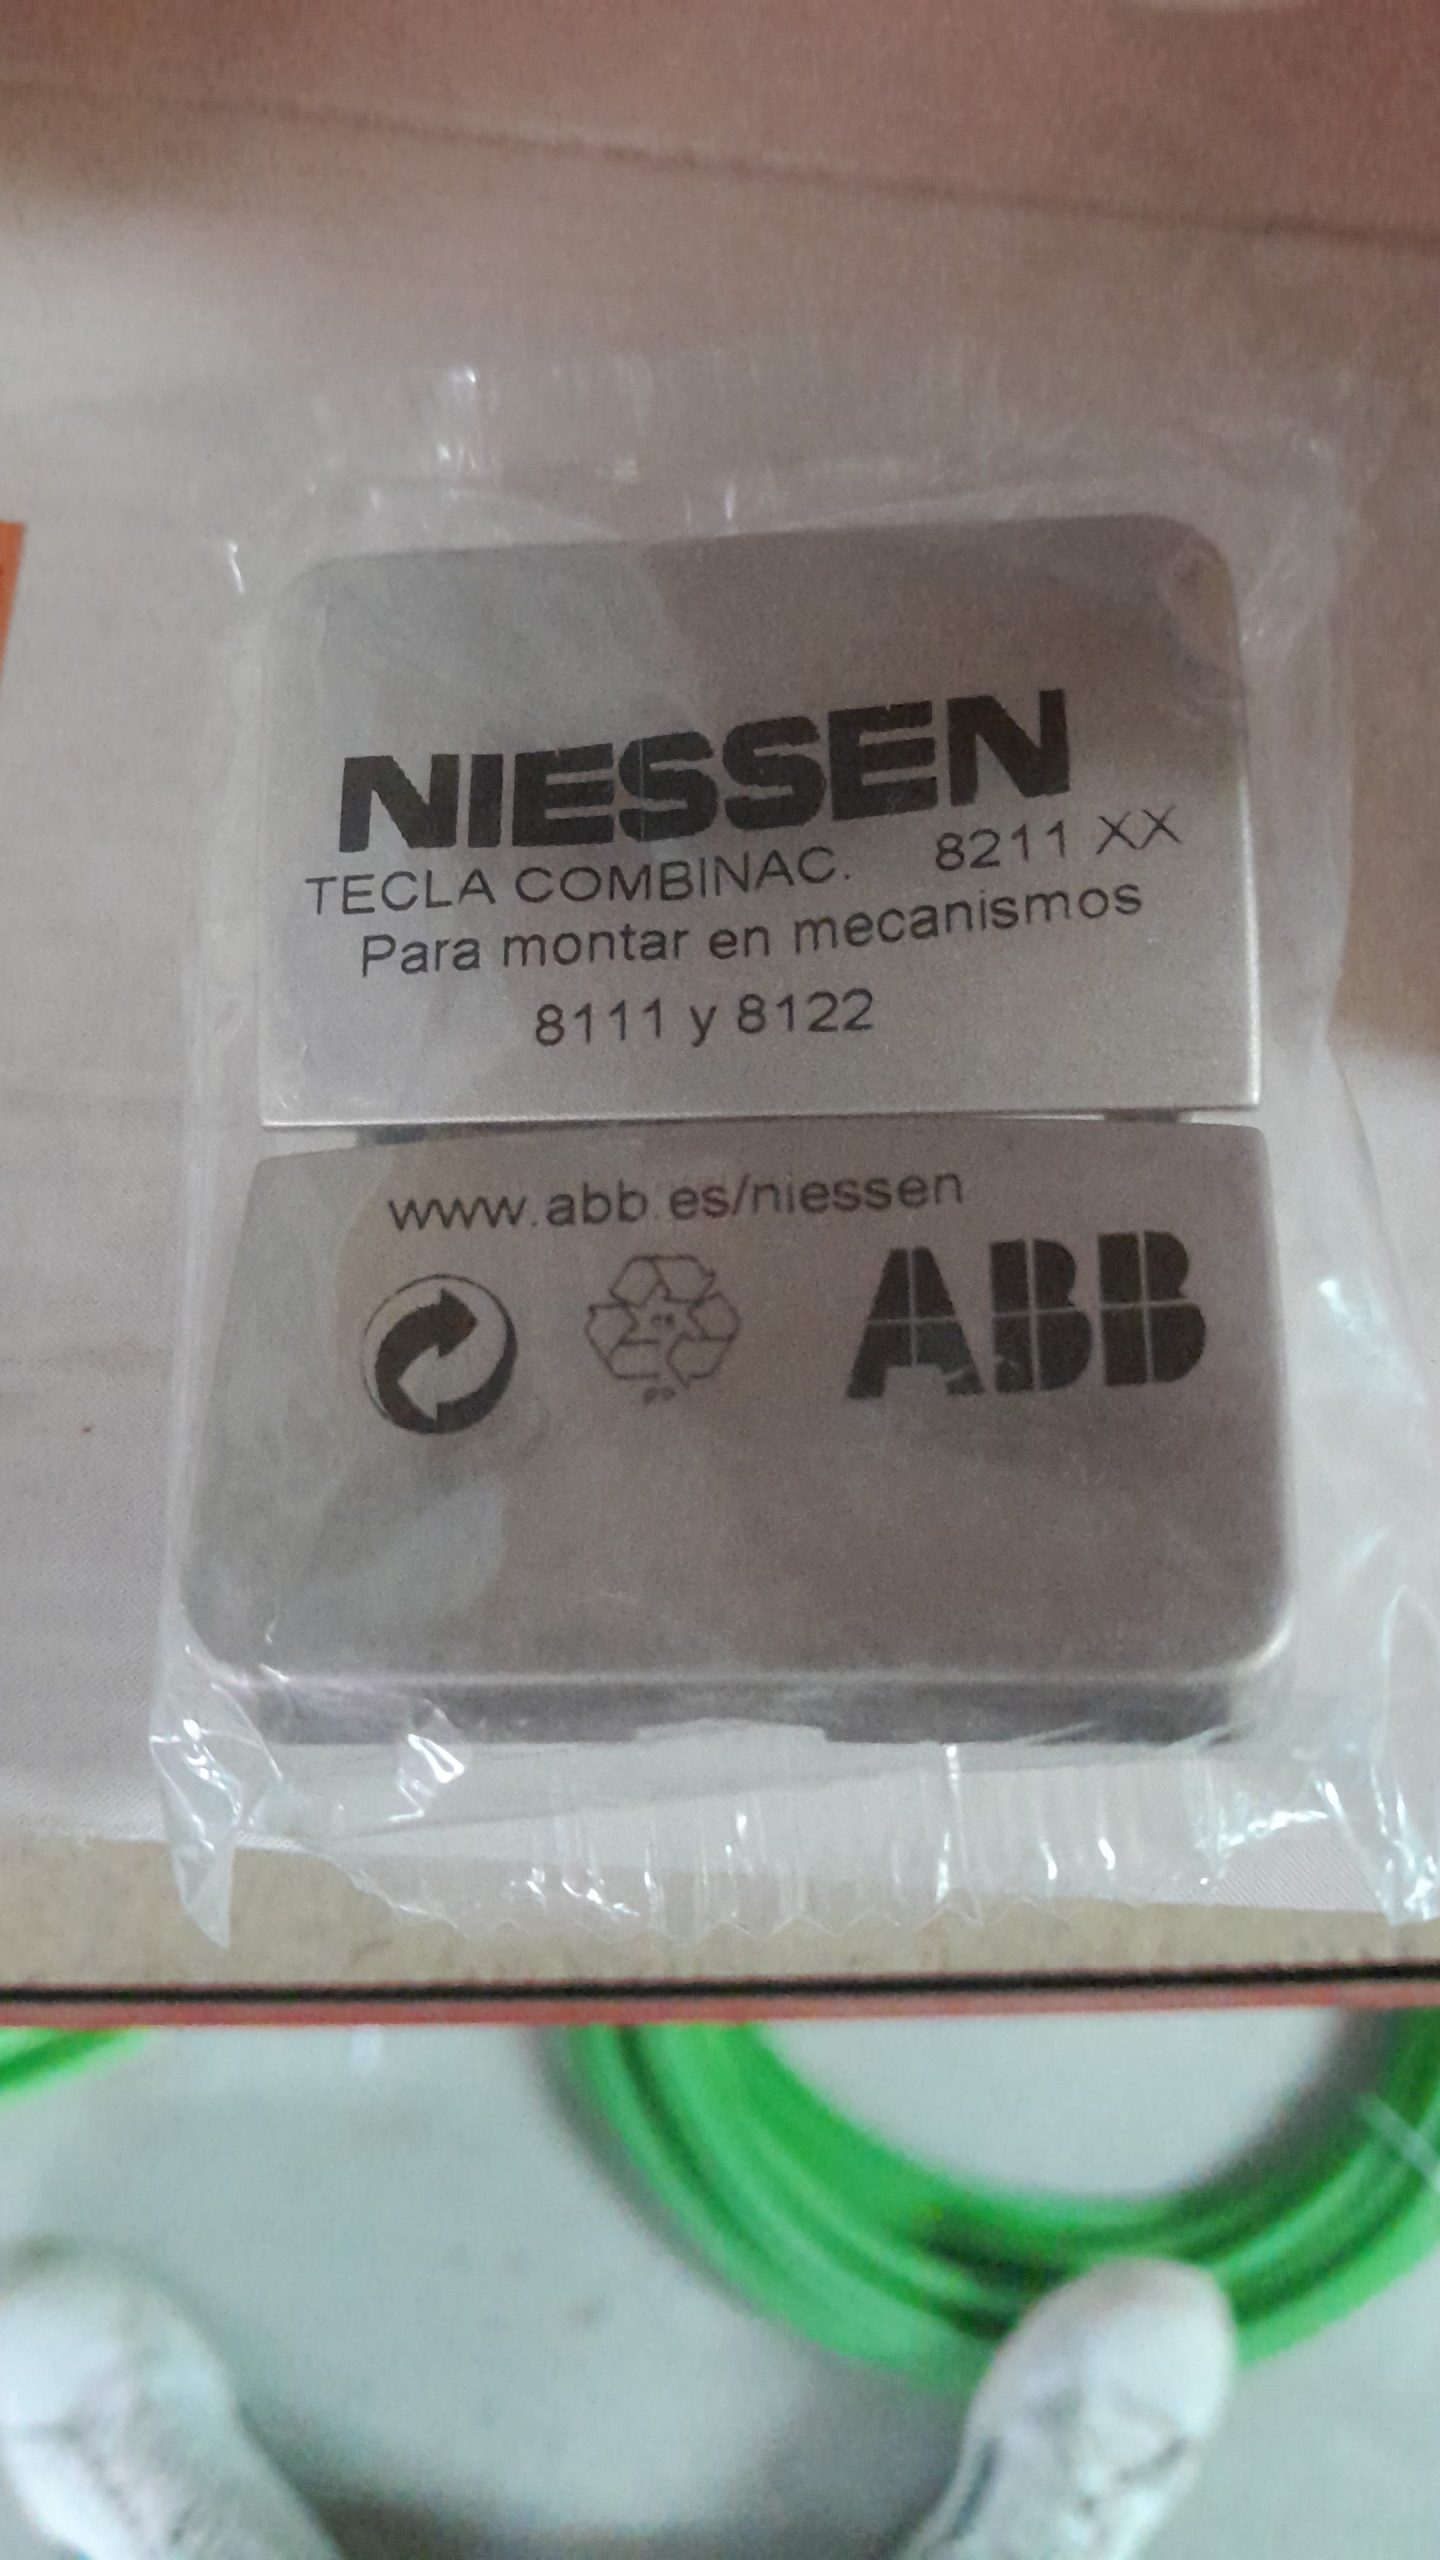 NIESSEN
TECLA COMBINAC. 8211 XX
Para montar en mecanismos
8111 y 8122
www.abb.es/niessen
ABB